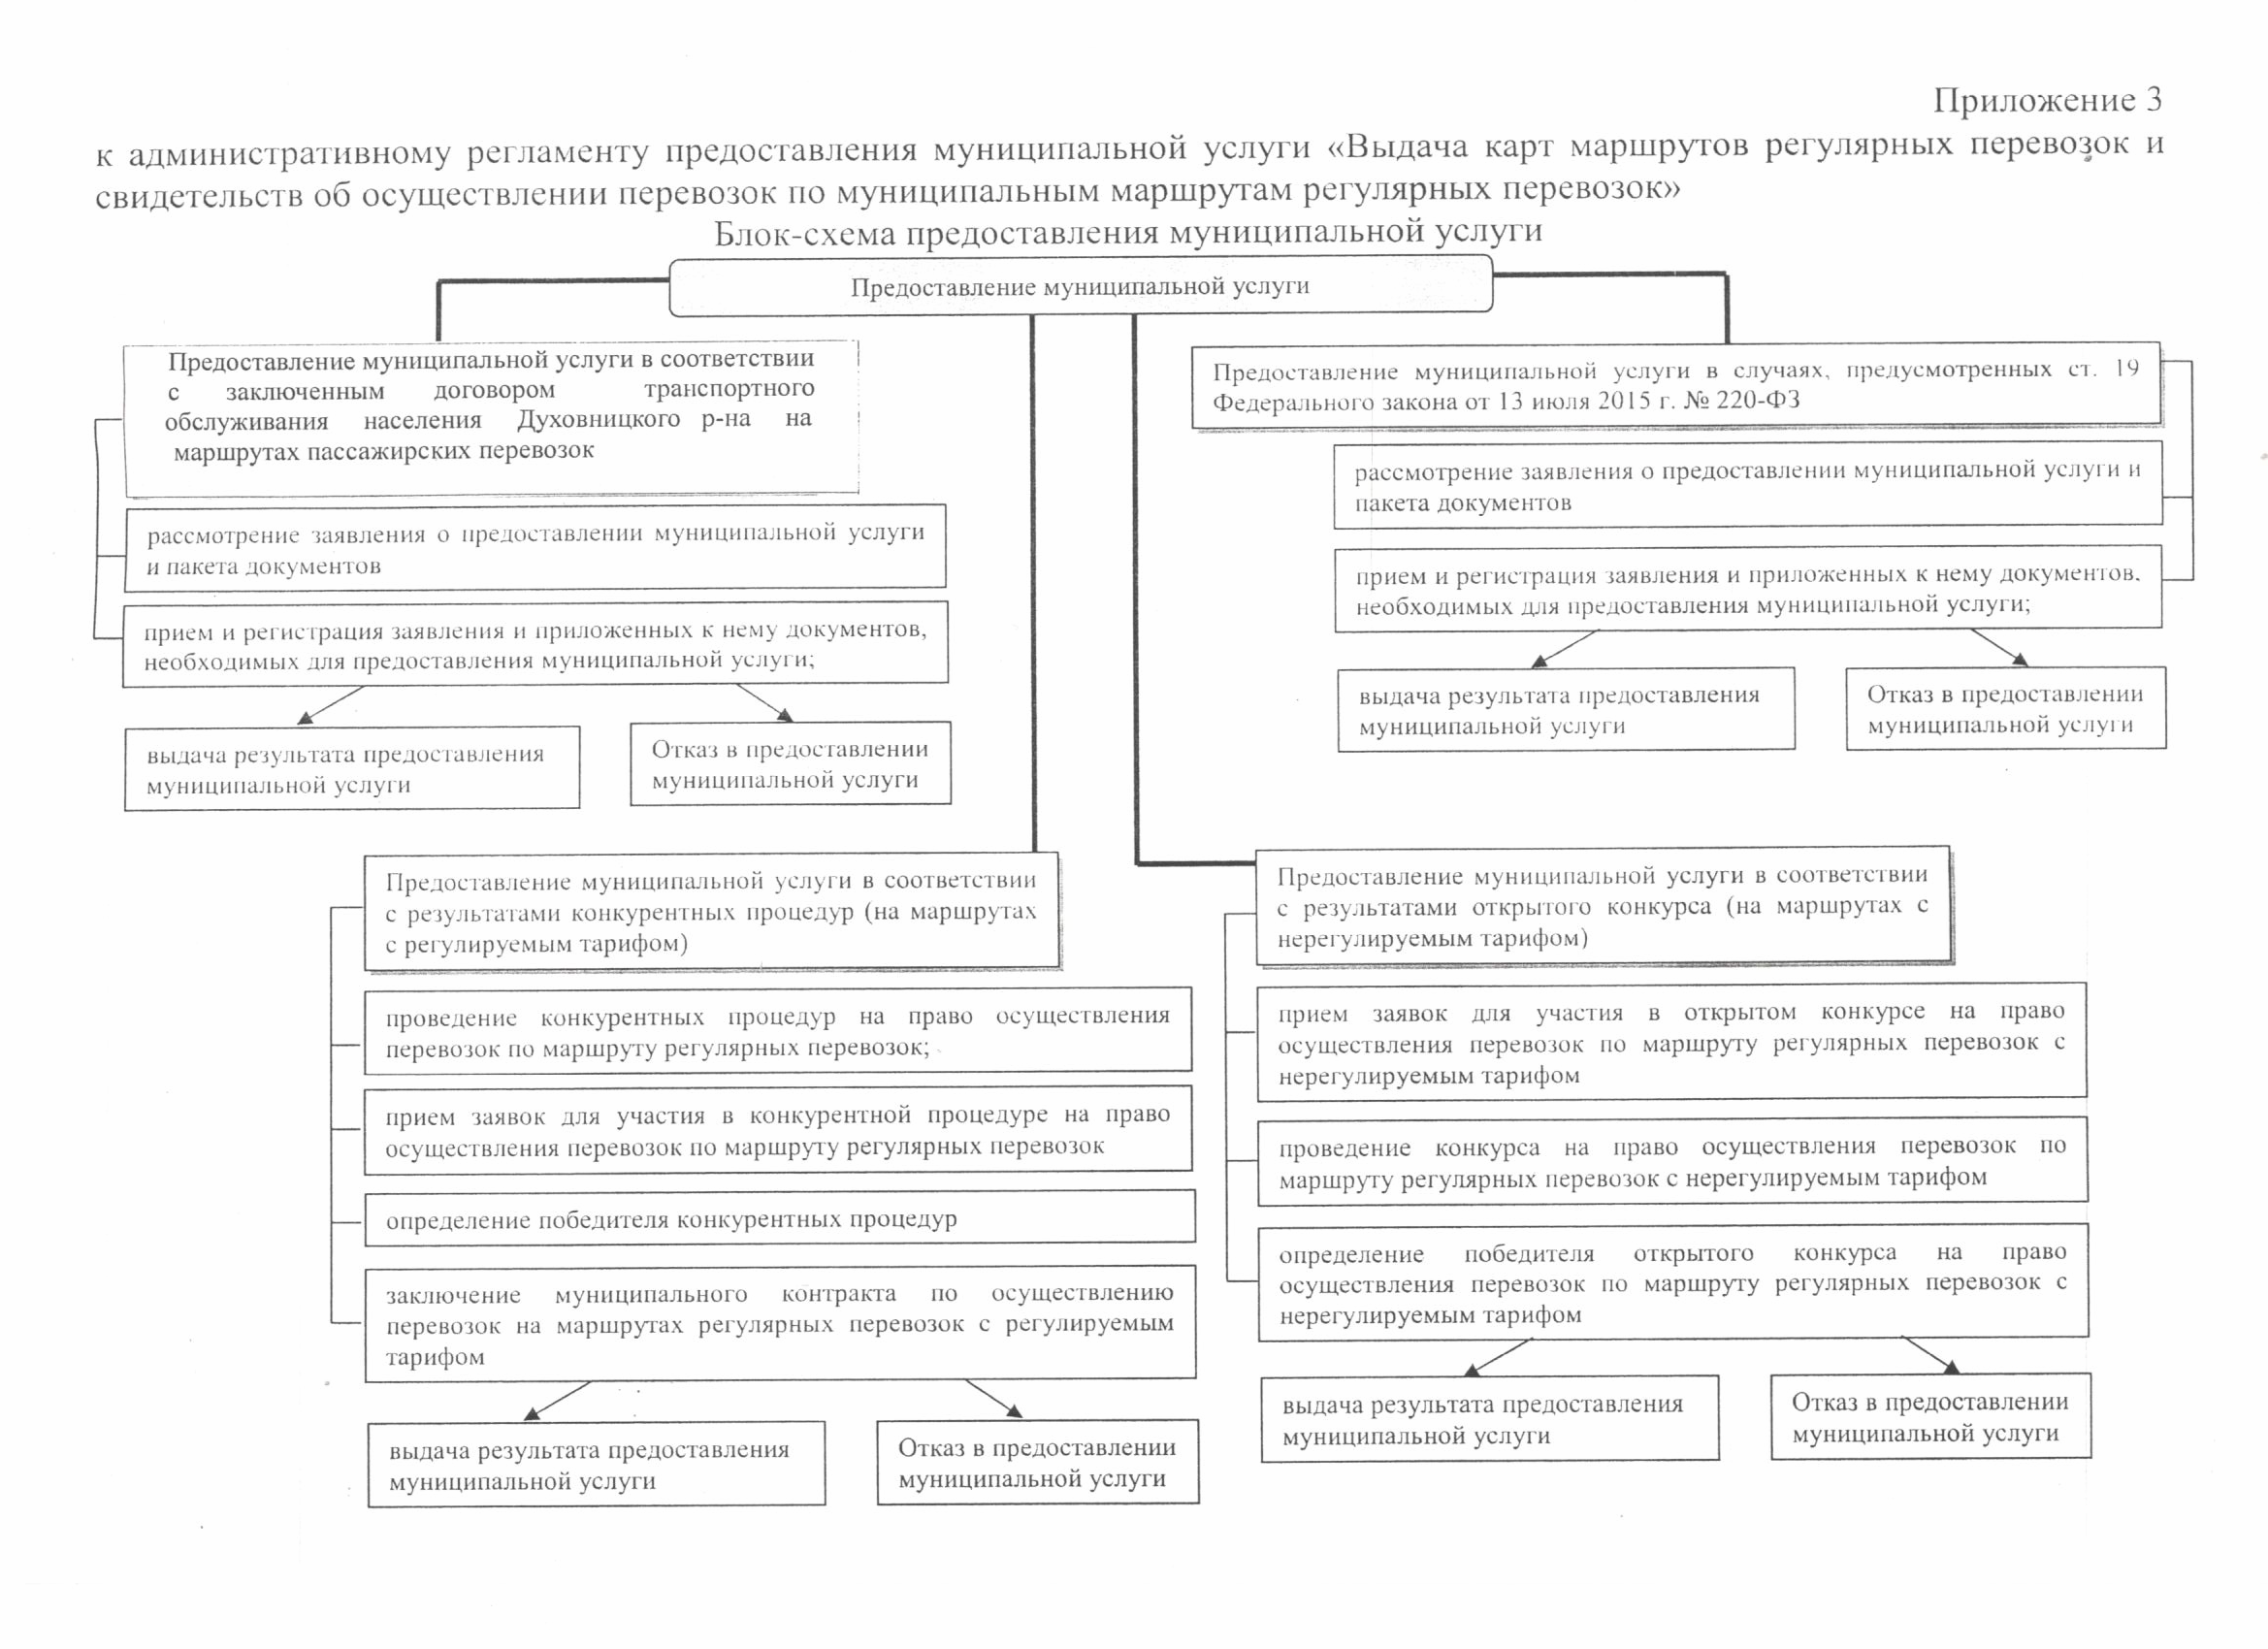 Приложение 3
к административному регламенту предоставления муниципальной услуги «Выдача карт маршрутов регулярных перевозок и
свидетельств об осуществлении перевозок по муниципальным маршрутам регулярных перевозок»
Блок-схема предоставления муниципальной услуги
Предоставление муниципальной услуги
Предоставление муниципальной услуги в соответствии
с заключенным договором транспортного
обслуживания населения Духовницкого р-на на
маршрутах пассажирских перевозок
рассмотрение заявления о предоставлении муниципальной услуги
и пакета документов
прием и регистрация заявления и приложенных к нему документов,
необходимых для предоставления муниципальной услуги;
выдача результата предоставления
муниципальной услуги
Отказ в предоставлении
муниципальной услуги
Предоставление муниципальной услуги в случаях, предусмотренных ст. 19
Федерального закона от 13 июля 2015 г. № 220-ФЗ
рассмотрение заявления о предоставлении муниципальной услуги и
пакета документов
прием и регистрация заявления и приложенных к нему документов,
необходимых для предоставления муниципальной услуги;
выдача результата предоставления
муниципальной услуги
Отказ в предоставлении
муниципальной услуги
Предоставление муниципальной услуги в соответствии
с результатами конкурентных процедур (на маршрутах
с регулируемым тарифом)
проведение конкурентных процедур на право осуществления
перевозок по маршруту регулярных перевозок;
прием заявок для участия в конкурентной процедуре на право
осуществления перевозок по маршруту регулярных перевозок
определение победителя конкурентных процедур
заключение муниципального контракта по осуществлению
перевозок на маршрутах регулярных перевозок с регулируемым
тарифом
выдача результата предоставления
муниципальной услуги
Отказ в предоставлении
муниципальной услуги
Предоставление муниципальной услуги в соответствии
с результатами открытого конкурса (на маршрутах с
нерегулируемым тарифом)
прием заявок для участия в открытом конкурсе на право
осуществления перевозок по маршруту регулярных перевозок с
нерегулируемым тарифом
проведение конкурса на право осуществления перевозок по
маршруту регулярных перевозок с нерегулируемым тарифом
определение победителя открытого конкурса на право
осуществления перевозок по маршруту регулярных перевозок с
нерегулируемым тарифом
выдача результата предоставления
муниципальной услуги
Отказ в предоставлении
муниципальной услуги